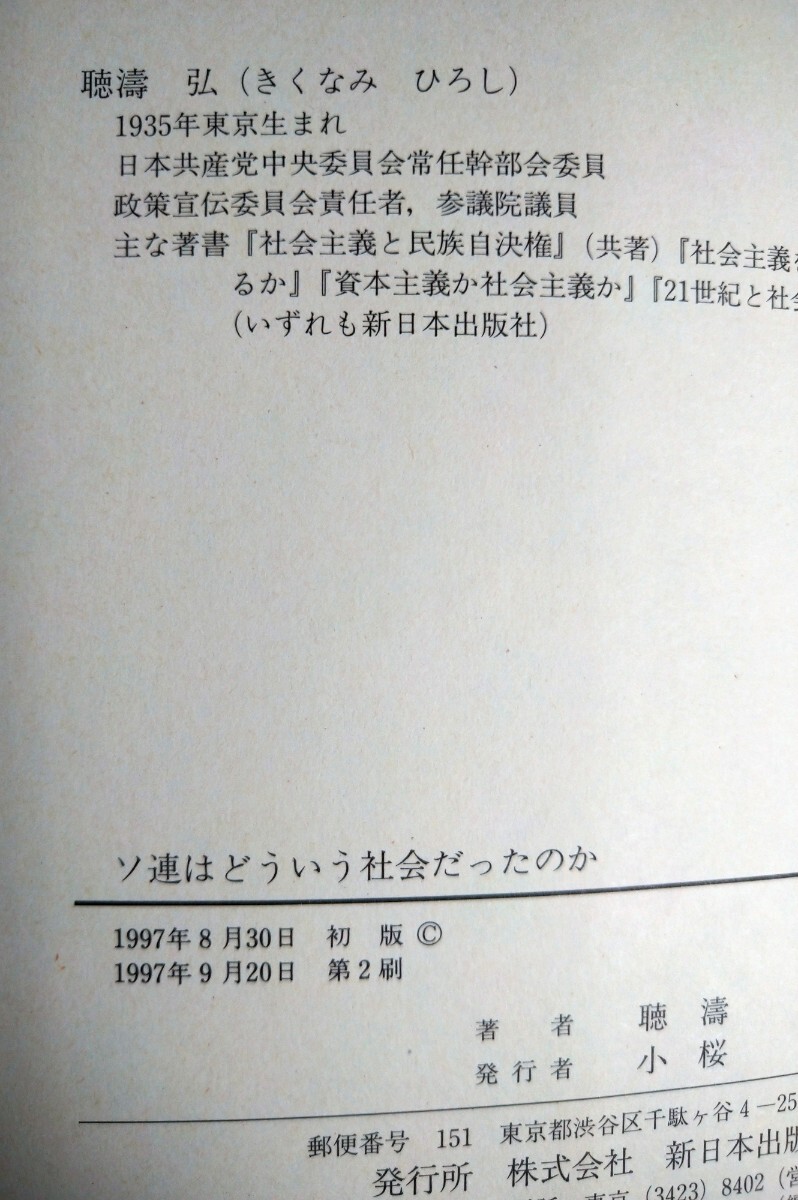 聴濤　弘（きくなみ　ひろし）
1935年東京生まれ
日本共産党中央委員会常任幹部会委員
政策宣伝委員会責任者，参議院議員
主な著書『社会主義と民族自決権』（共著）『社会主義
るか』『資本主義か社会主義か』『21世紀と社会
（いずれも新日本出版社）
ソ連はどういう社会だったのか
1997年8月30日　初　版 ©
1997年9月20日　第2刷
著　者　聴濤
発行者　小桜
郵便番号　151　東京都渋谷区千駄ヶ谷4－25
発行所　株式会社　新日本出版
東京（3423）8402（営